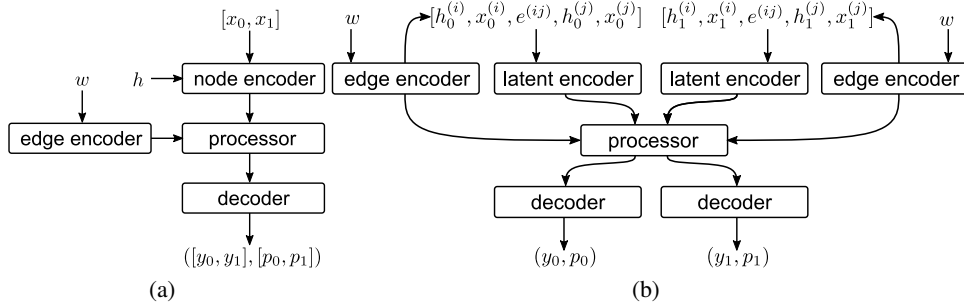 [x_0, x_1]
h
node encoder
w
edge encoder
processor
decoder
([y_0, y_1], [p_0, p_1])
(a)
w
[h_0^{(i)}, x_0^{(i)}, e^{(ij)}, h_0^{(j)}, x_0^{(j)}]
[h_1^{(i)}, x_1^{(i)}, e^{(ij)}, h_1^{(j)}, x_1^{(j)}]
w
edge encoder
latent encoder
latent encoder
edge encoder
processor
decoder
decoder
(y_0, p_0)
(y_1, p_1)
(b)